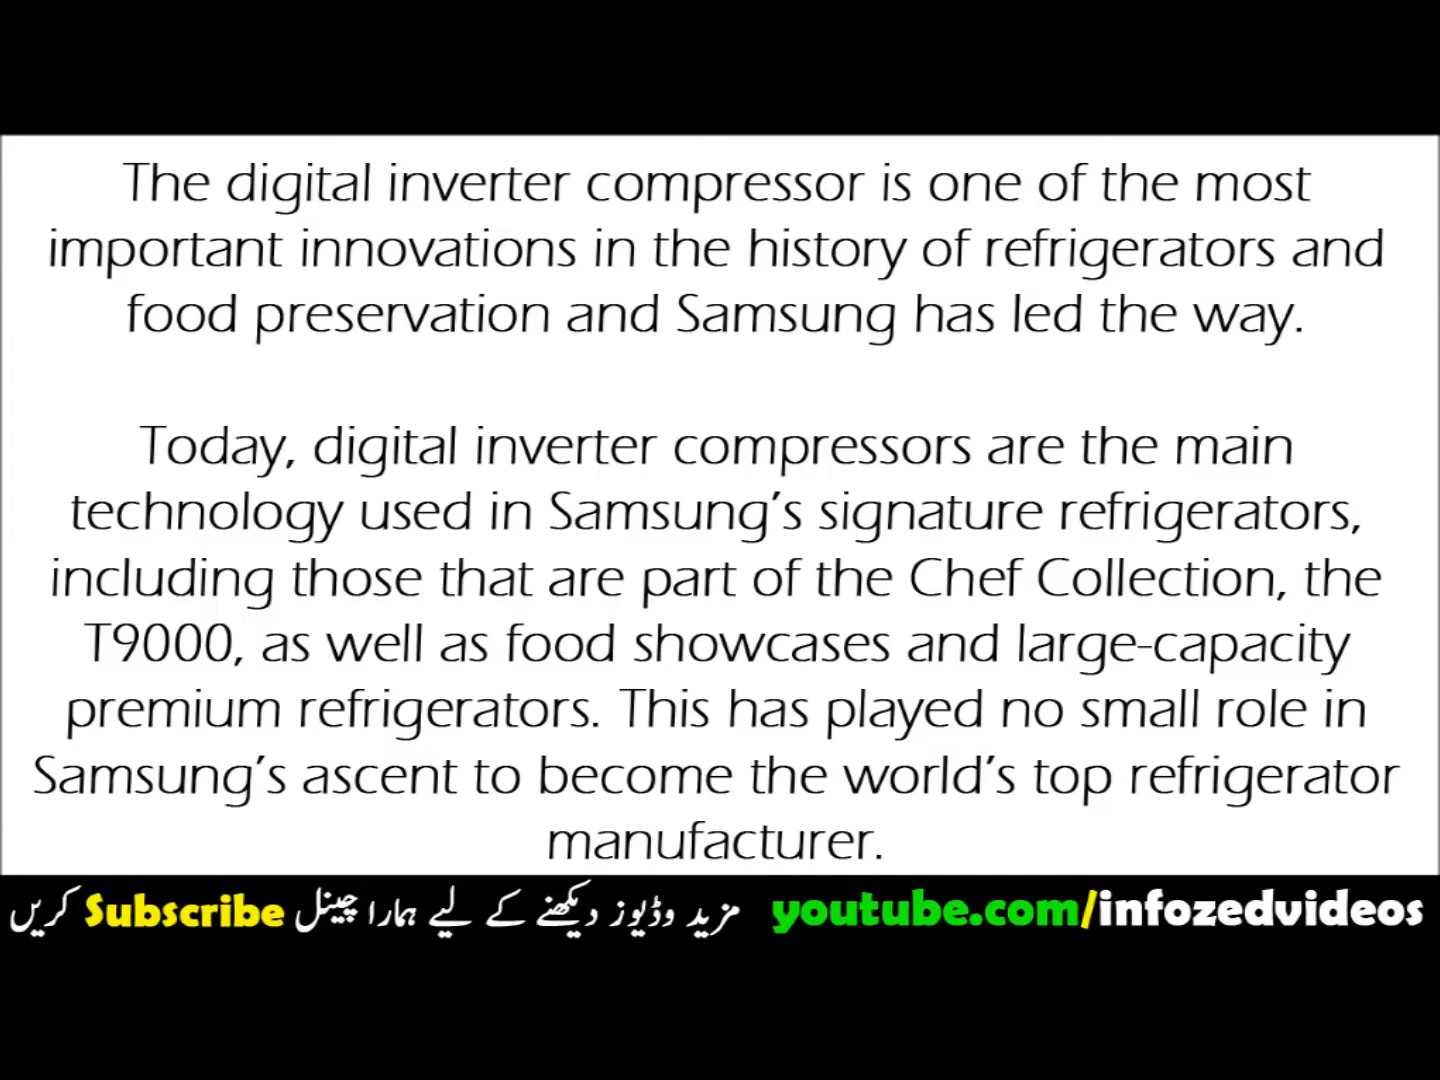 The digital inverter compressor is one of the most
important innovations in the history of refrigerators and
food preservation and Samsung has led the way.
Today, digital inverter compressors are the main
technology used in Samsung’s signature refrigerators,
including those that are part of the Chef Collection, the
T9000, as well as food showcases and large-capacity
premium refrigerators. This has played no small role in
Samsung’s ascent to become the world’s top refrigerator
manufacturer.
مزید وڈیوز دیکھنے کے لیے ہمارا چینل Subscribe کریں youtube.com/infozedvideos